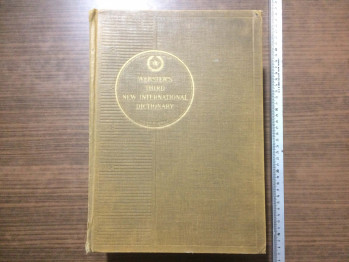 WEBSTER'S
THIRD
NEW INTERNATIONAL
DICTIONARY